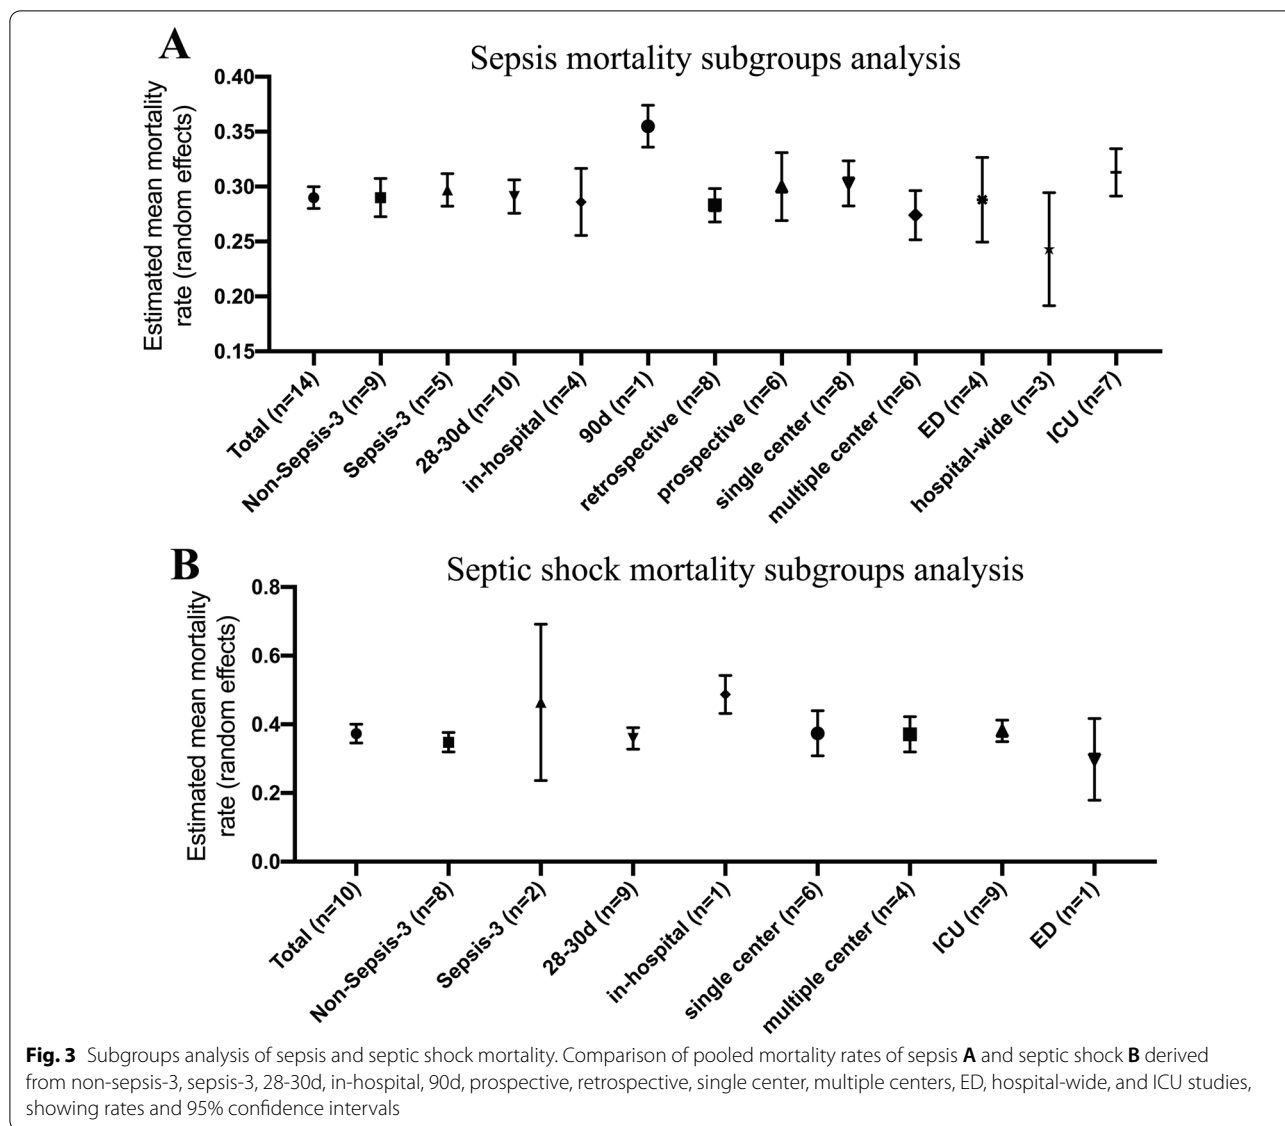 A
Sepsis mortality subgroups analysis
Estimated mean mortality
rate (random effects)
0.40
0.35
0.30
0.25
0.20
0.15
Total (n=14)
Non-Sepsis-3 (n=9)
Sepsis-3 (n=5)
28-30d (n=10)
in-hospital (n=4)
90d (n=1)
retrospective (n=8)
prospective (n=6)
single center (n=8)
multiple center (n=6)
ED (n=4)
hospital-wide (n=3)
ICU (n=7)
B
Septic shock mortality subgroups analysis
Estimated mean mortality
rate (random effects)
0.8
0.6
0.4
0.2
0.0
Total (n=10)
Non-Sepsis-3 (n=8)
Sepsis-3 (n=2)
28-30d (n=9)
in-hospital (n=1)
single center (n=6)
multiple center (n=4)
ICU (n=9)
ED (n=1)
Fig. 3 Subgroups analysis of sepsis and septic shock mortality. Comparison of pooled mortality rates of sepsis A and septic shock B derived
from non-sepsis-3, sepsis-3, 28-30d, in-hospital, 90d, prospective, retrospective, single center, multiple centers, ED, hospital-wide, and ICU studies,
showing rates and 95% confidence intervals